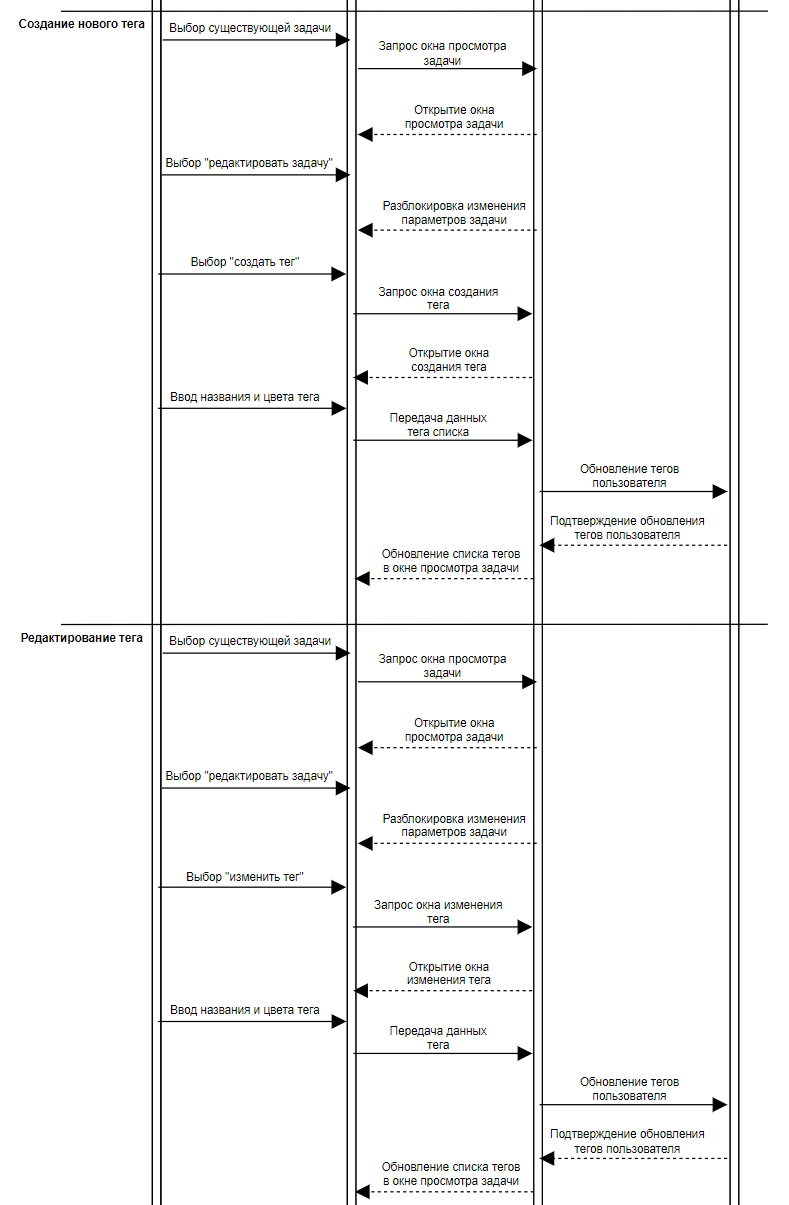 Создание нового тега
Выбор существующей задачи
Запрос окна просмотра
задачи
Открытие окна
просмотра задачи
Выбор "редактировать задачу"
Разблокировка изменения
параметров задачи
Выбор "создать тег"
Запрос окна создания
тега
Открытие окна
создания тега
Ввод названия и цвета тега
Передача данных
тега списка
Обновление тегов
пользователя
Подтверждение обновления
тегов пользователя
Обновление списка тегов
в окне просмотра задачи
Редактирование тега
Выбор существующей задачи
Запрос окна просмотра
задачи
Открытие окна
просмотра задачи
Выбор "редактировать задачу"
Разблокировка изменения
параметров задачи
Выбор "изменить тег"
Запрос окна изменения
тега
Открытие окна
изменения тега
Ввод названия и цвета тега
Передача данных
тега
Обновление тегов
пользователя
Подтверждение обновления
тегов пользователя
Обновление списка тегов
в окне просмотра задачи